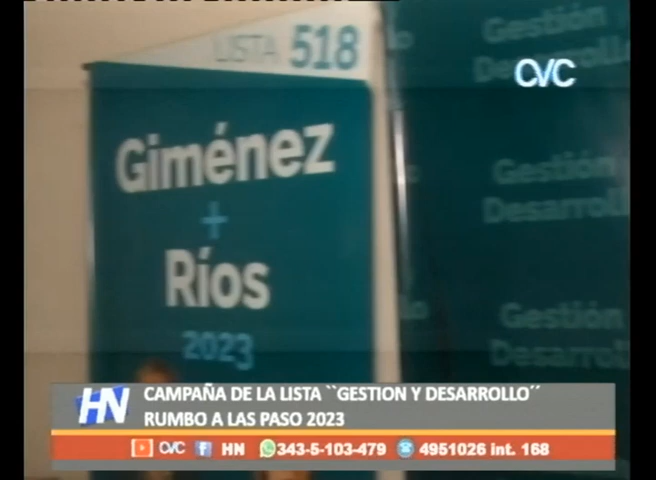 LISTA 518
Giménez
+
Ríos
2023
Gestión
Desarrollo
CVC
Gestión
Desarrollo
Gestión
Desarrollo
HN
CAMPAÑA DE LA LISTA ``GESTION Y DESARROLLO´´
RUMBO A LAS PASO 2023
CVC HN 343-5-103-479 4951026 int. 168